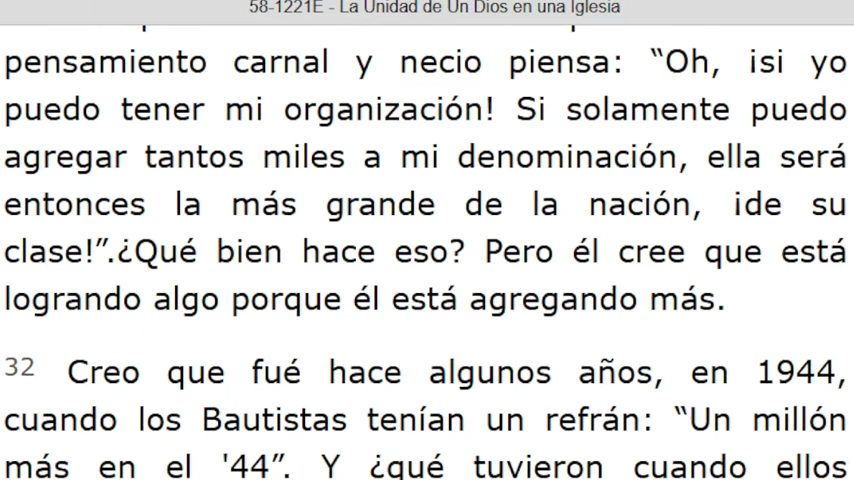 58-1221E - La Unidad de Un Dios en una Iglesia
pensamiento carnal y necio piensa: “Oh, ¡si yo
puedo tener mi organización! Si solamente puedo
agregar tantos miles a mi denominación, ella será
entonces la más grande de la nación, ¡de su
clase!”.¿Qué bien hace eso? Pero él cree que está
logrando algo porque él está agregando más.
32 Creo que fué hace algunos años, en 1944,
cuando los Bautistas tenían un refrán: “Un millón
más en el '44”. Y ¿qué tuvieron cuando ellos